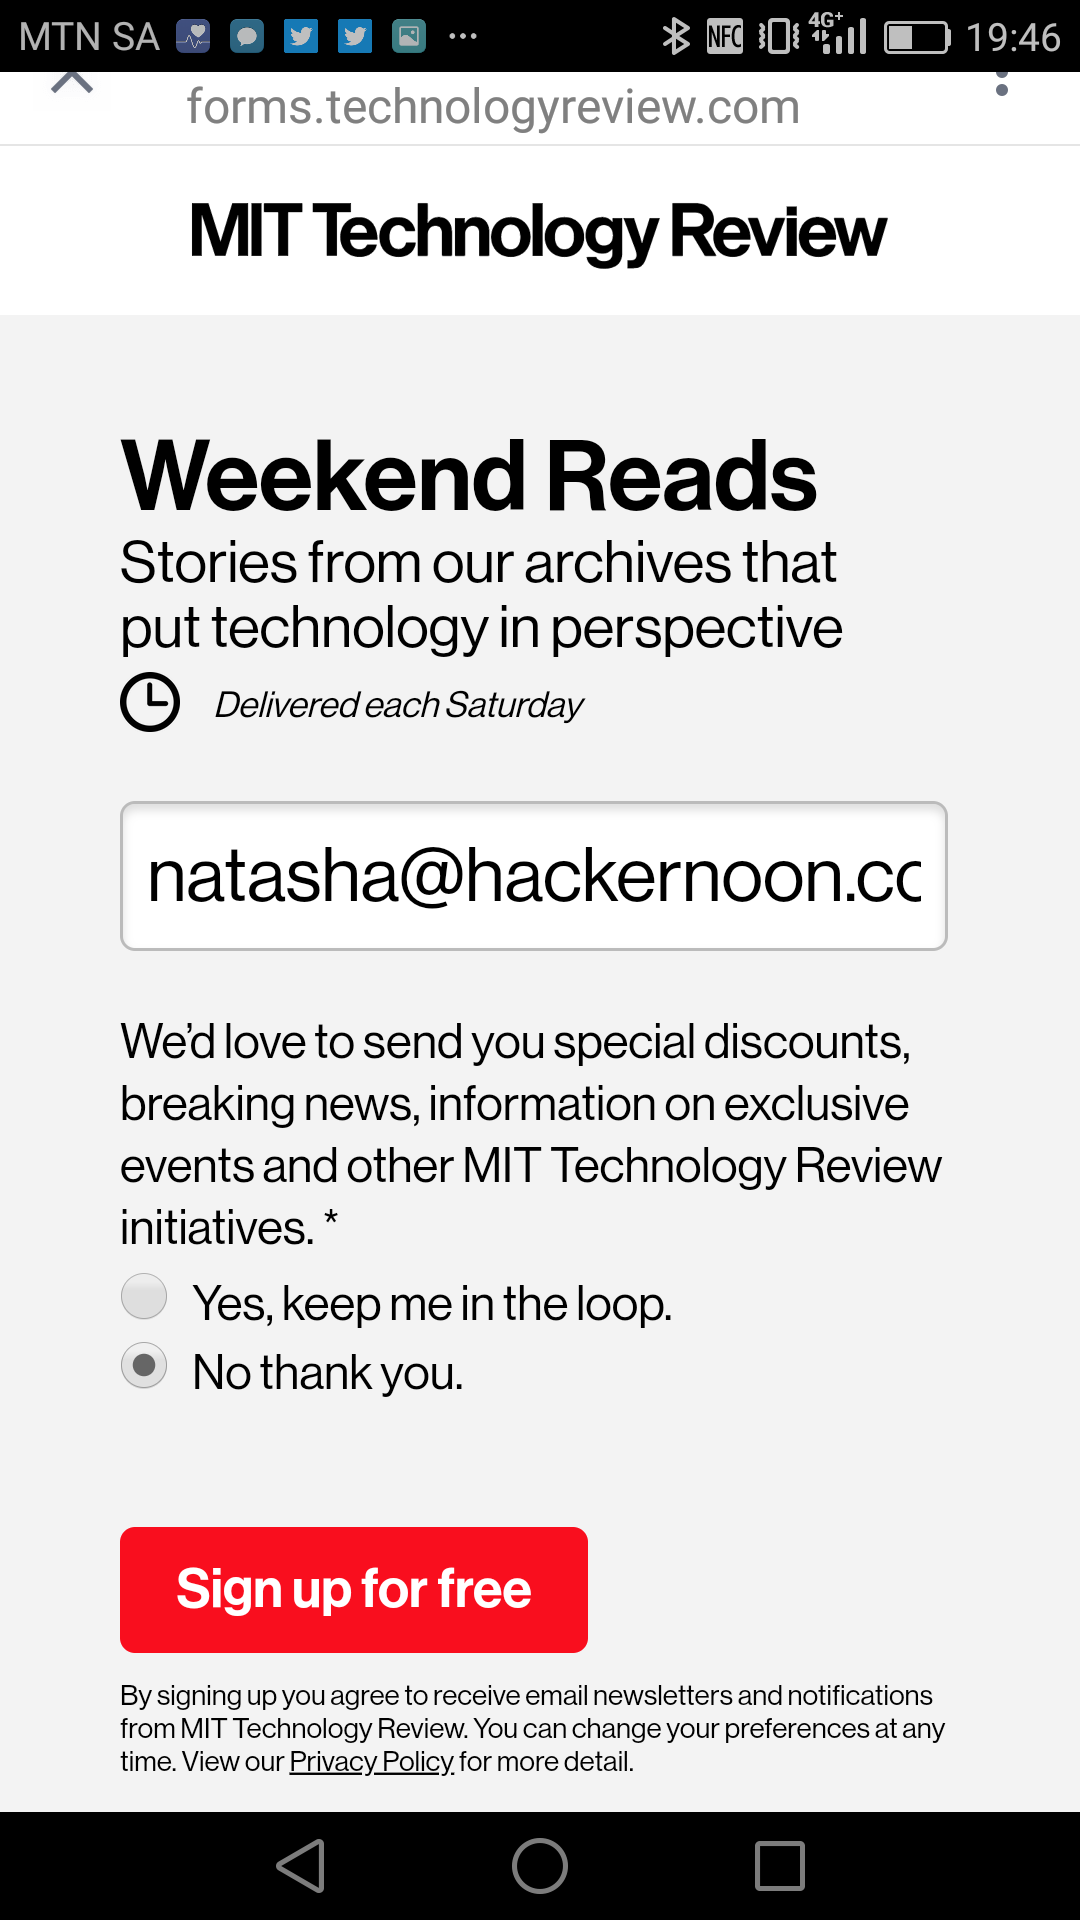 MTN SA NFC 4G+ 19:46
forms.technologyreview.com
MIT Technology Review
Weekend Reads
Stories from our archives that
put technology in perspective
Delivered each Saturday
natasha@hackernoon.cc
We'd love to send you special discounts,
breaking news, information on exclusive
events and other MIT Technology Review
initiatives. *
Yes, keep me in the loop.
No thank you.
Sign up for free
By signing up you agree to receive email newsletters and notifications
from MIT Technology Review. You can change your preferences at any
time. View our Privacy Policy for more detail.